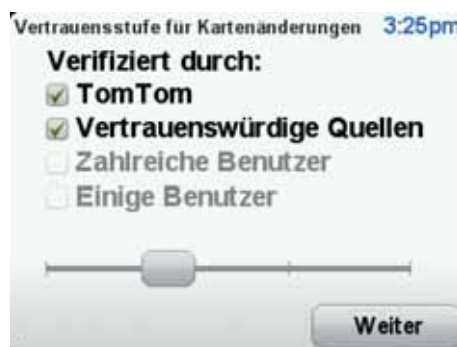 Vertrauensstufe für Kartenänderungen 3:25pm
Verifiziert durch:
TomTom
Vertrauenswürdige Quellen
Zahlreiche Benutzer
Einige Benutzer
Weiter